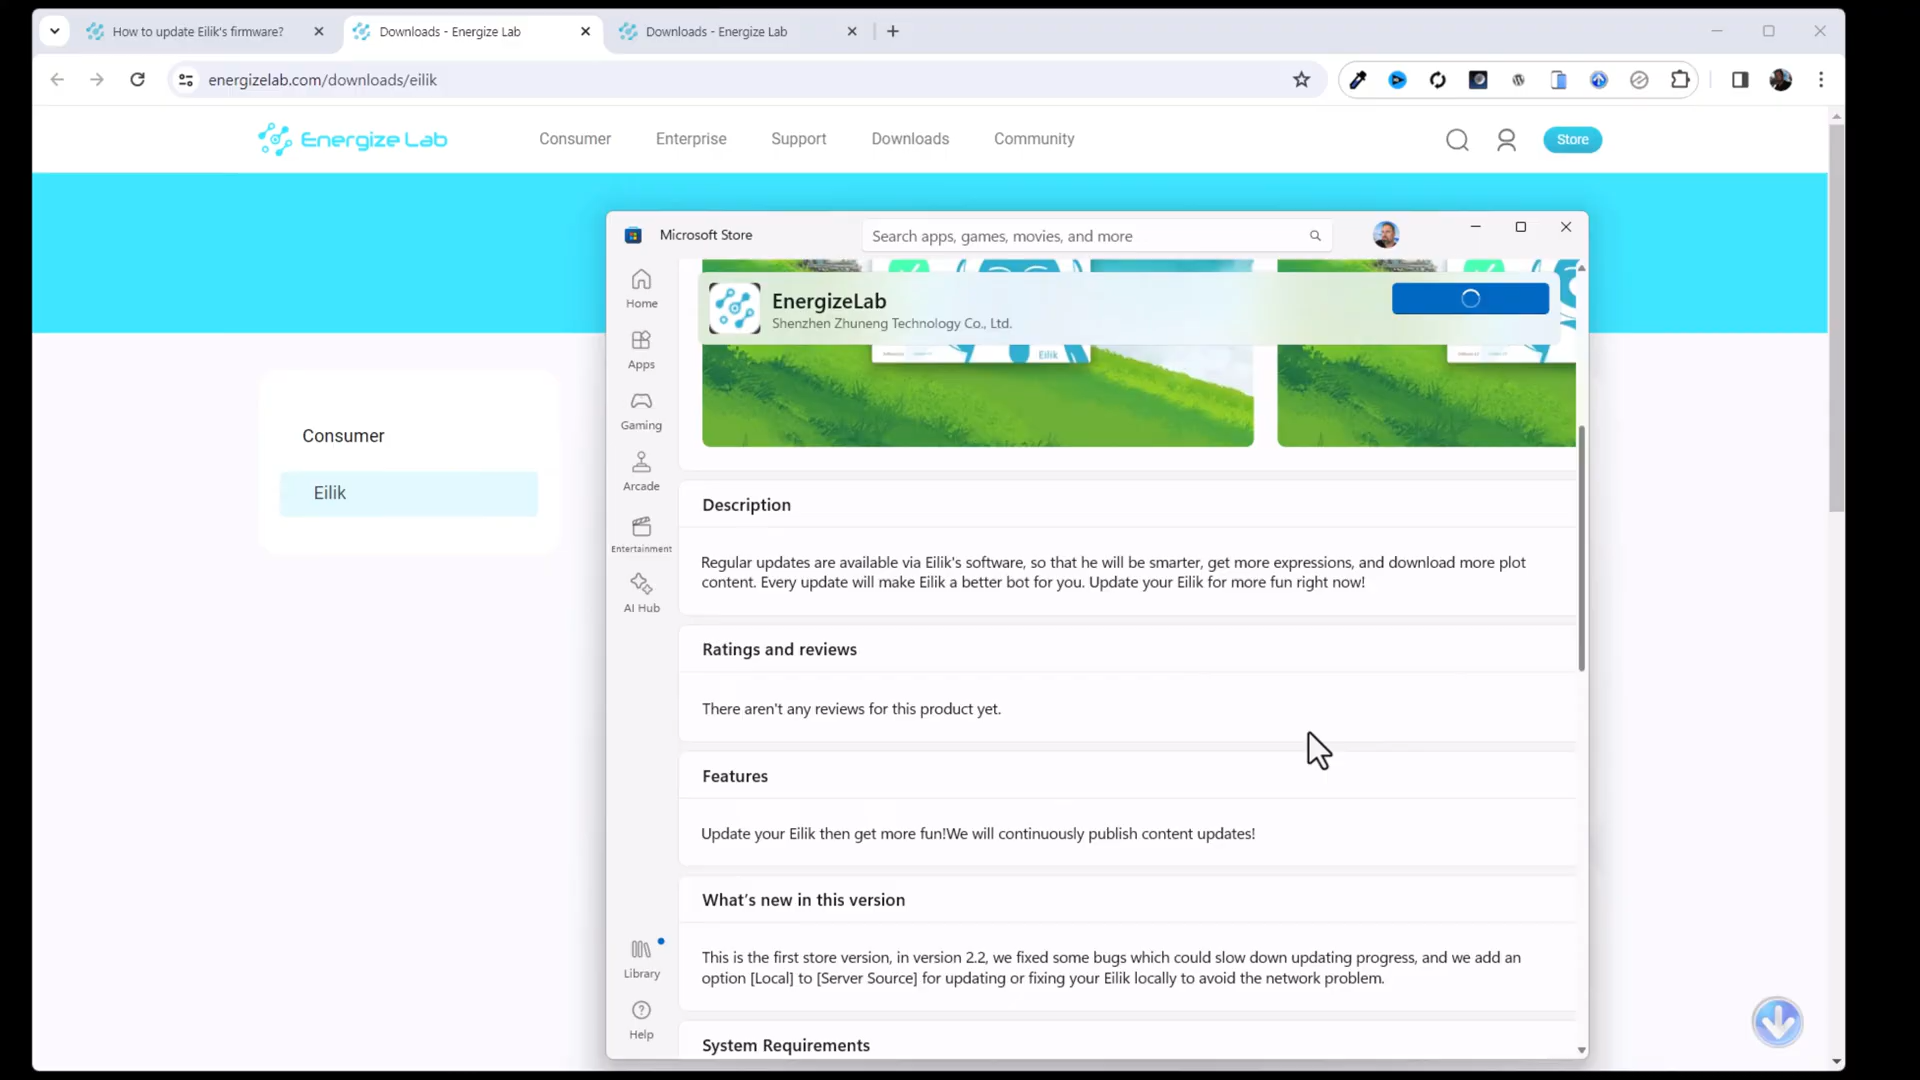 How to update Eilik's firmware?
Downloads - Energize Lab
Downloads - Energize Lab
energizelab.com/downloads/eilik
Energize Lab
Consumer
Enterprise
Support
Downloads
Community
Store
Microsoft Store
Search apps, games, movies, and more
Home
Apps
Gaming
Arcade
Entertainment
AI Hub
Library
Help
EnergizeLab
Shenzhen Zhuneng Technology Co., Ltd.
Eilik
Consumer
Eilik
Description
Regular updates are available via Eilik's software, so that he will be smarter, get more expressions, and download more plot
content. Every update will make Eilik a better bot for you. Update your Eilik for more fun right now!
Ratings and reviews
There aren't any reviews for this product yet.
Features
Update your Eilik then get more fun!We will continuously publish content updates!
What's new in this version
This is the first store version, in version 2.2, we fixed some bugs which could slow down updating progress, and we add an
option [Local] to [Server Source] for updating or fixing your Eilik locally to avoid the network problem.
System Requirements